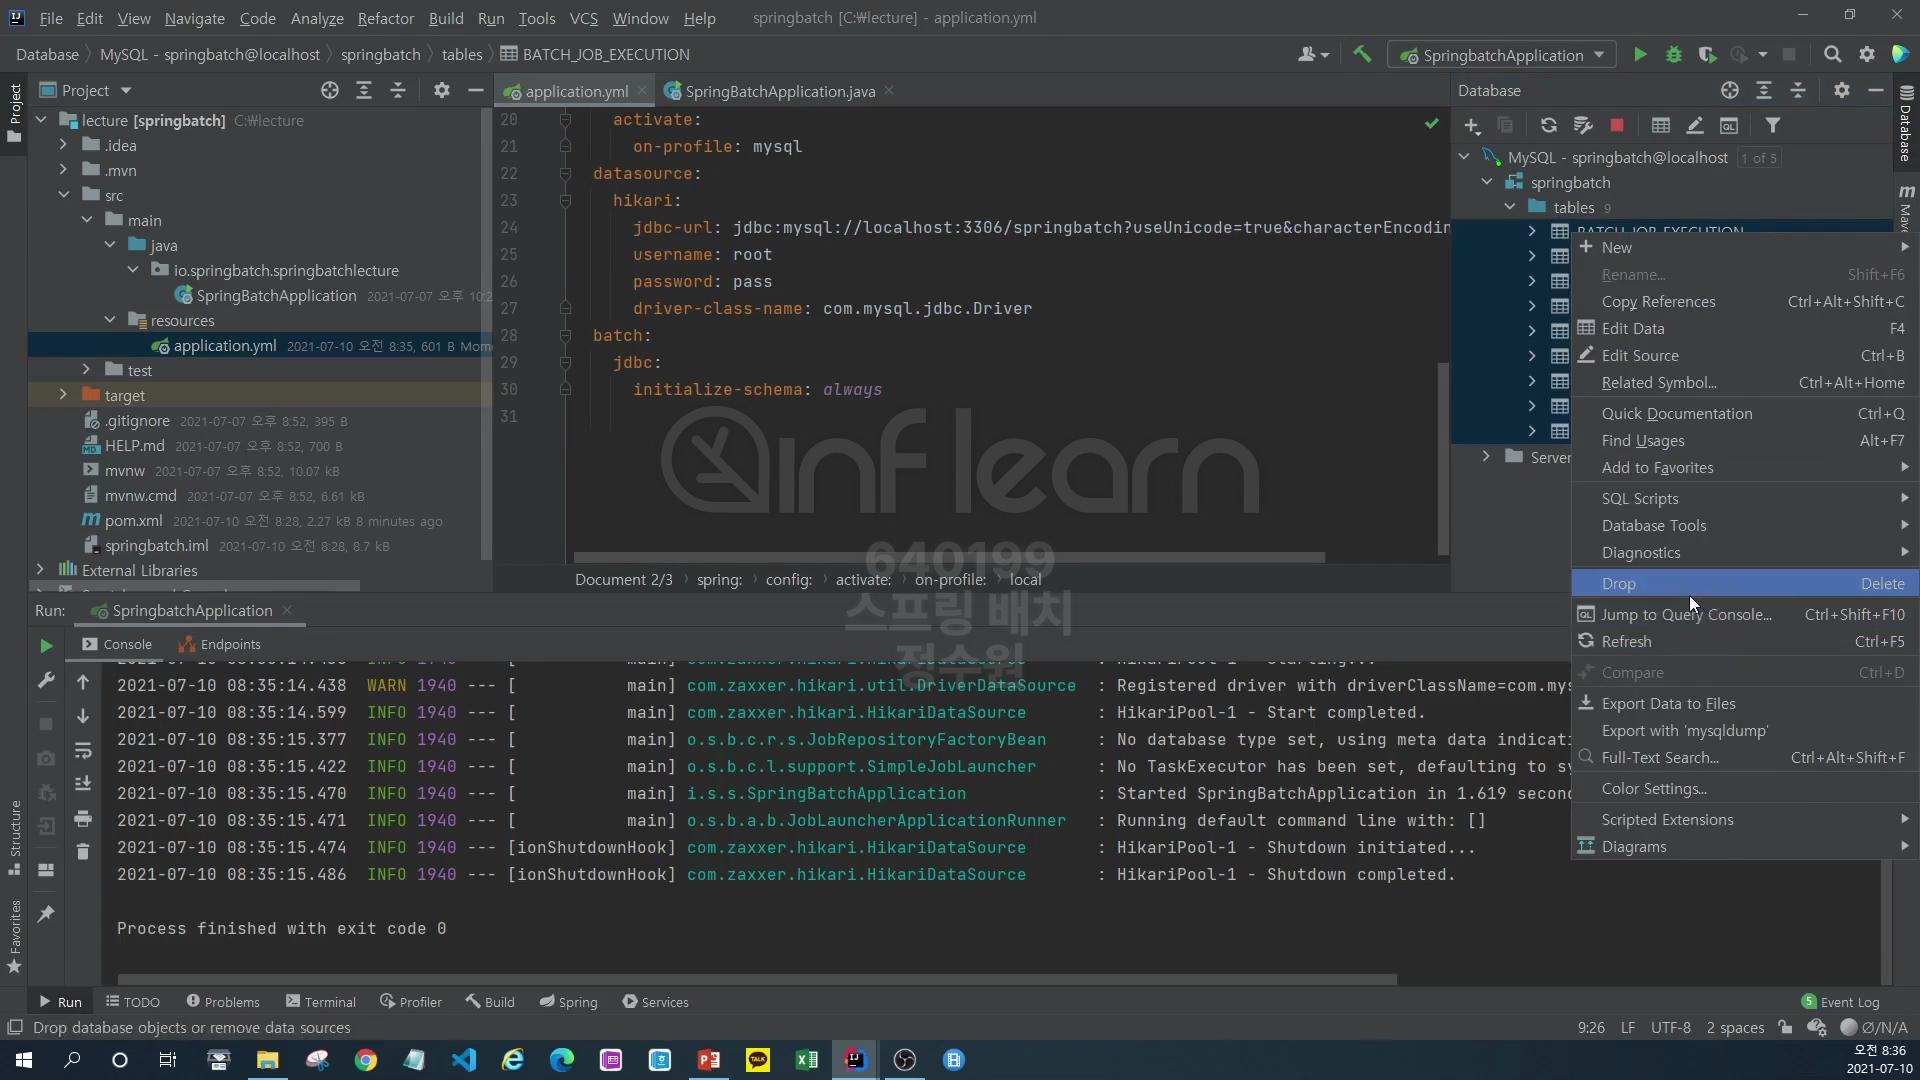 File Edit View Navigate Code Analyze Refactor Build Run Tools VCS Window Help springbatch [C:₩lecture] - application.yml
Database MySQL - springbatch@localhost springbatch tables BATCH_JOB_EXECUTION
SpringbatchApplication
Project
lecture [springbatch] C:₩lecture
.idea
.mvn
src
main
java
io.springbatch.springbatchlecture
SpringBatchApplication 2021-07-07 오후 10:2
resources
application.yml 2021-07-10 오전 8:35, 601 B Mom
test
target
.gitignore 2021-07-07 오후 8:52, 395 B
HELP.md 2021-07-07 오후 8:52, 700 B
mvnw 2021-07-07 오후 8:52, 10.07 kB
mvnw.cmd 2021-07-07 오후 8:52, 6.61 kB
pom.xml 2021-07-10 오전 8:28, 2.27 kB 8 minutes ago
springbatch.iml 2021-07-10 오전 8:28, 8.7 kB
External Libraries
application.yml SpringBatchApplication.java
20 activate:
21 on-profile: mysql
22 datasource:
23 hikari:
24 jdbc-url: jdbc:mysql://localhost:3306/springbatch?useUnicode=true&characterEncodin
25 username: root
26 password: pass
27 driver-class-name: com.mysql.jdbc.Driver
28 batch:
29 jdbc:
30 initialize-schema: always
31
inflearn
640199
스프링 배치
정수원
Document 2/3 spring: config: activate: on-profile: local
Database
MySQL - springbatch@localhost 1 of 5
springbatch
tables 9
BATCH_JOB_EXECUTION
Server
New
Rename... Shift+F6
Copy References Ctrl+Alt+Shift+C
Edit Data F4
Edit Source Ctrl+B
Related Symbol... Ctrl+Alt+Home
Quick Documentation Ctrl+Q
Find Usages Alt+F7
Add to Favorites
SQL Scripts
Database Tools
Diagnostics
Drop Delete
Jump to Query Console... Ctrl+Shift+F10
Refresh Ctrl+F5
Compare Ctrl+D
Export Data to Files
Export with 'mysqldump'
Full-Text Search... Ctrl+Alt+Shift+F
Color Settings...
Scripted Extensions
Diagrams
Project
Structure
Favorites
Database
Mave
Run: SpringbatchApplication
Console Endpoints
2021-07-10 08:35:14.438 WARN 1940 --- [ main] com.zaxxer.hikari.util.DriverDataSource : Registered driver with driverClassName=com.mys
2021-07-10 08:35:14.599 INFO 1940 --- [ main] com.zaxxer.hikari.HikariDataSource : HikariPool-1 - Start completed.
2021-07-10 08:35:15.377 INFO 1940 --- [ main] o.s.b.c.r.s.JobRepositoryFactoryBean : No database type set, using meta data indicati
2021-07-10 08:35:15.422 INFO 1940 --- [ main] o.s.b.c.l.support.SimpleJobLauncher : No TaskExecutor has been set, defaulting to sy
2021-07-10 08:35:15.470 INFO 1940 --- [ main] i.s.s.SpringBatchApplication : Started SpringBatchApplication in 1.619 second
2021-07-10 08:35:15.471 INFO 1940 --- [ main] o.s.b.a.b.JobLauncherApplicationRunner : Running default command line with: []
2021-07-10 08:35:15.474 INFO 1940 --- [ionShutdownHook] com.zaxxer.hikari.HikariDataSource : HikariPool-1 - Shutdown initiated...
2021-07-10 08:35:15.486 INFO 1940 --- [ionShutdownHook] com.zaxxer.hikari.HikariDataSource : HikariPool-1 - Shutdown completed.
Process finished with exit code 0
Run TODO Problems Terminal Profiler Build Spring Services 5 Event Log
Drop database objects or remove data sources 9:26 LF UTF-8 2 spaces Ø/N/A
오전 8:36
2021-07-10